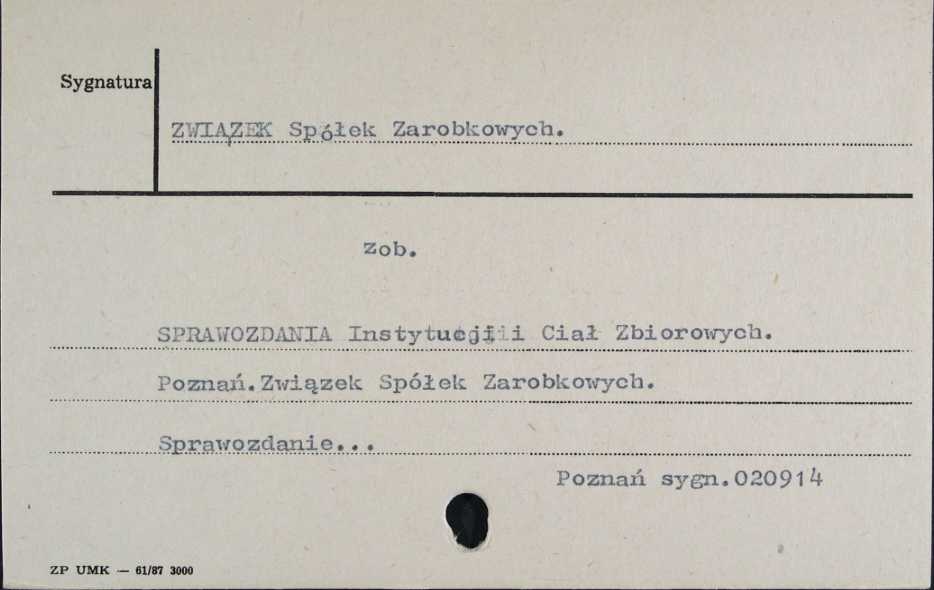 Sygnatura
ZWIĄZEK Spółek Zarobkowych.
zob.
SPRAWOZDANIA Instytucji i Ciał Zbiorowych.
Poznań.Związek Spółek Zarobkowych.
Sprawozdanie...
Poznań sygn.020914
ZP UMK — 61/87 3000